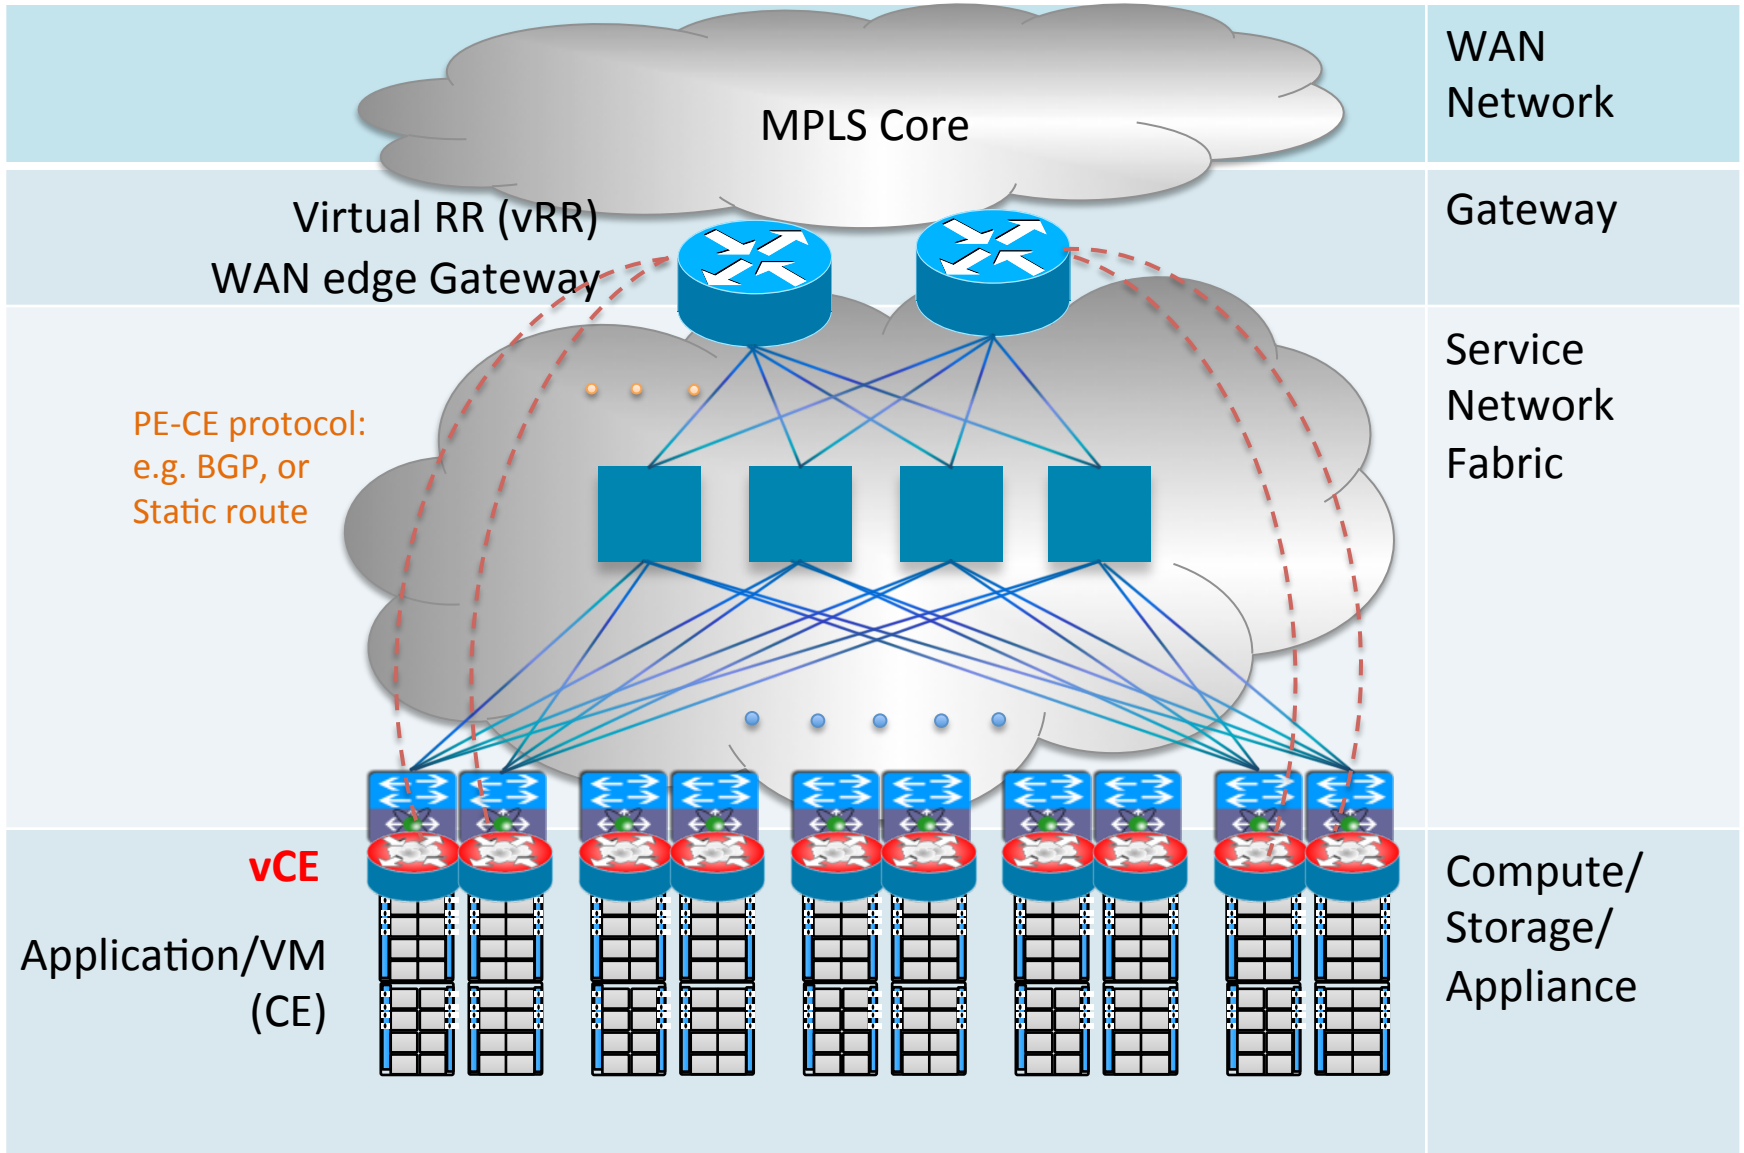 MPLS Core
WAN
Network
Virtual RR (vRR)
WAN edge Gateway
Gateway
PE-CE protocol:
e.g. BGP, or
Static route
Service
Network
Fabric
vCE
Application/VM
(CE)
Compute/
Storage/
Appliance